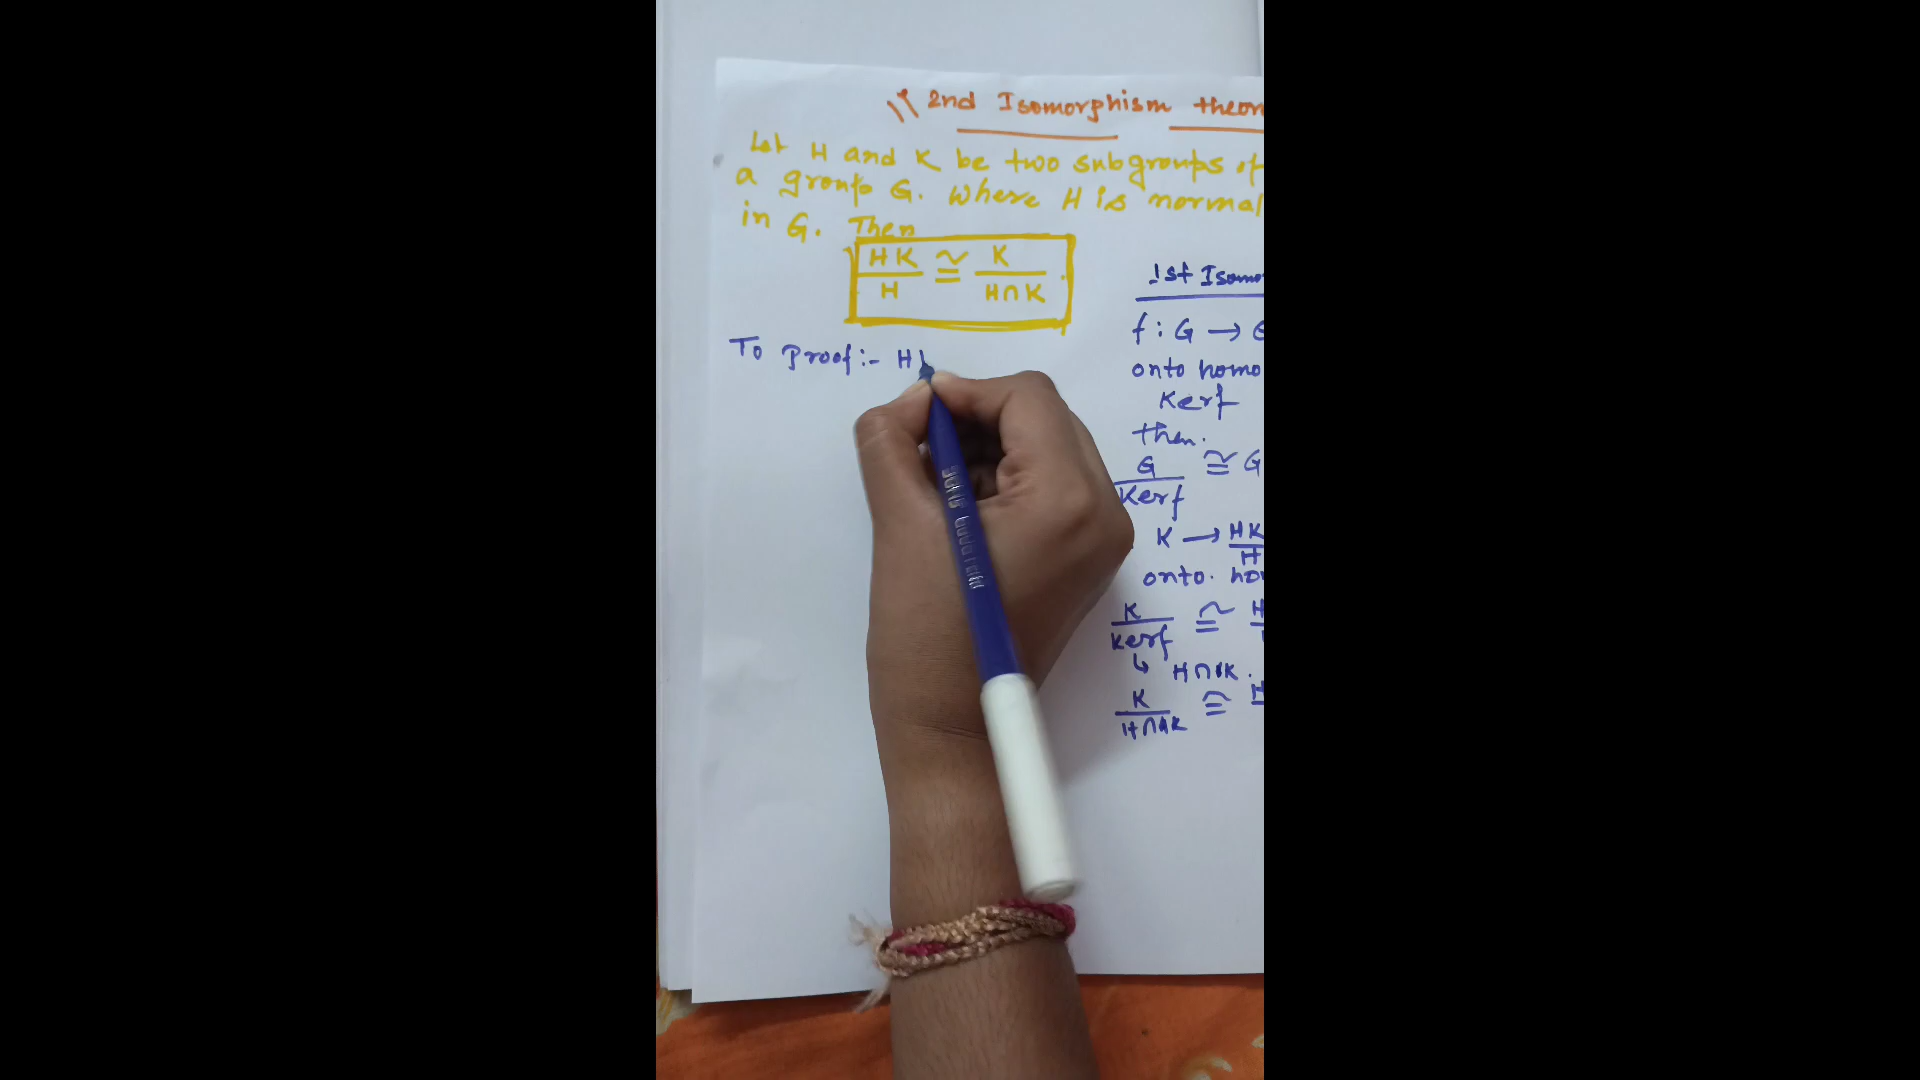 2nd Isomorphism theor
Let H and K be two subgroups of
a group G. Where H is normal
in G. Then
HK/H ≅ K/H∩K
To Proof:- H
1st Isomo
f : G → G
onto homo
Kerf
then.
G/Kerf ≅ G
K → HK/H
onto. ho
K/Kerf ≅ H
↳ H∩K.
K/H∩K ≅ H